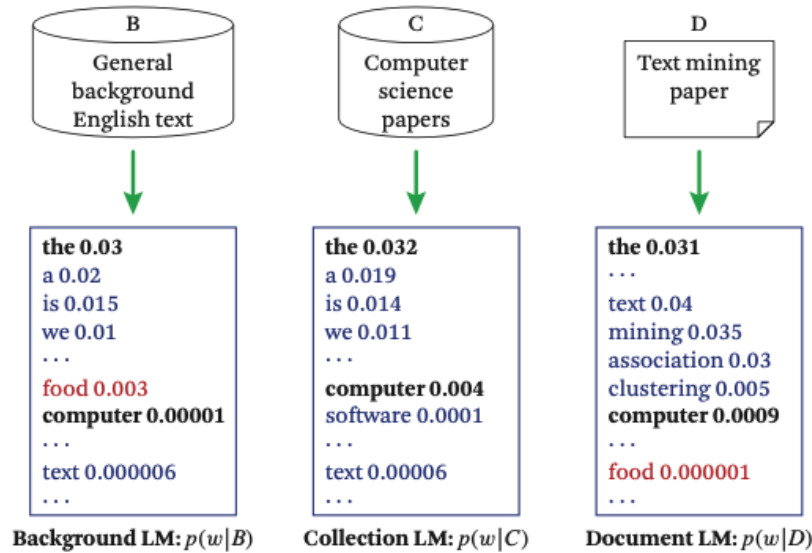 B
General
background
English text
C
Computer
science
papers
D
Text mining
paper
the 0.03
a 0.02
is 0.015
we 0.01
· · ·
food 0.003
computer 0.00001
· · ·
text 0.000006
· · ·
Background LM: p(w|B)
the 0.032
a 0.019
is 0.014
we 0.011
· · ·
computer 0.004
software 0.0001
· · ·
text 0.00006
· · ·
Collection LM: p(w|C)
the 0.031
· · ·
text 0.04
mining 0.035
association 0.03
clustering 0.005
computer 0.0009
· · ·
food 0.000001
· · ·
Document LM: p(w|D)